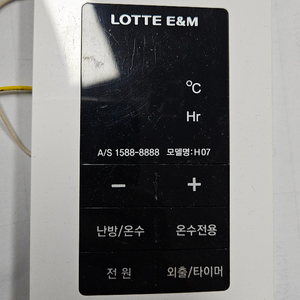 LOTTE E&M
℃
Hr
A/S 1588-8888 모델명:H07
− +
난방/온수 온수전용
전원 외출/타이머